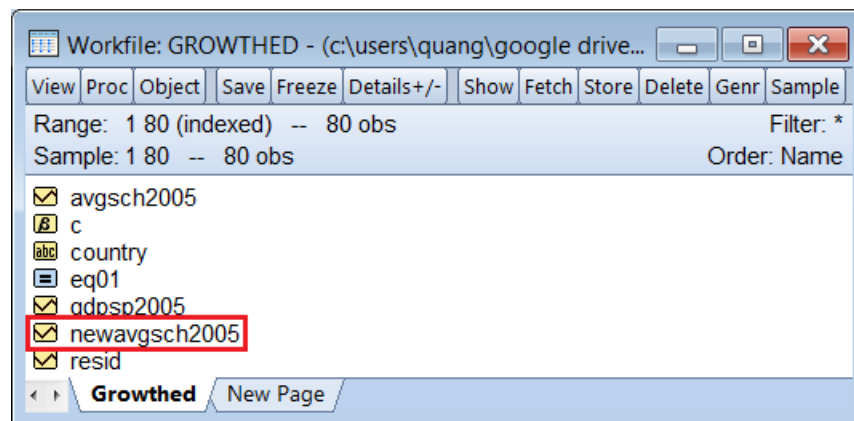 Workfile: GROWTHED - (c:\users\quang\google drive...
View Proc Object Save Freeze Details+/- Show Fetch Store Delete Genr Sample
Range: 1 80 (indexed) -- 80 obs Filter: *
Sample: 1 80 -- 80 obs Order: Name
avgsch2005
β c
abc country
= eq01
gdpsp2005
newavgsch2005
resid
Growthed New Page